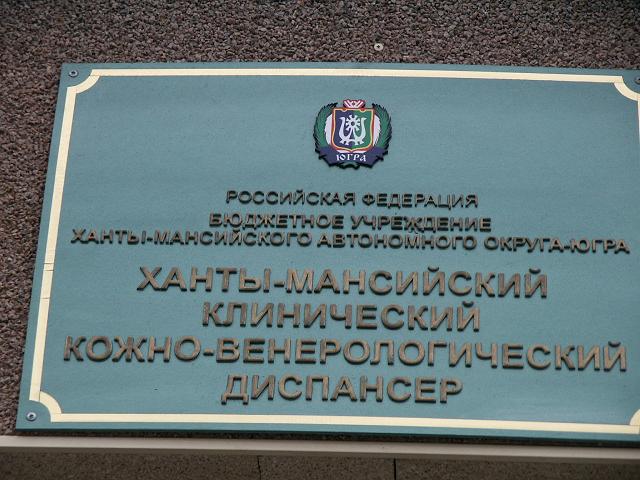 ЮГРА
РОССИЙСКАЯ ФЕДЕРАЦИЯ
БЮДЖЕТНОЕ УЧРЕЖДЕНИЕ
ХАНТЫ-МАНСИЙСКОГО АВТОНОМНОГО ОКРУГА-ЮГРА
ХАНТЫ-МАНСИЙСКИЙ
КЛИНИЧЕСКИЙ
КОЖНО-ВЕНЕРОЛОГИЧЕСКИЙ
ДИСПАНСЕР